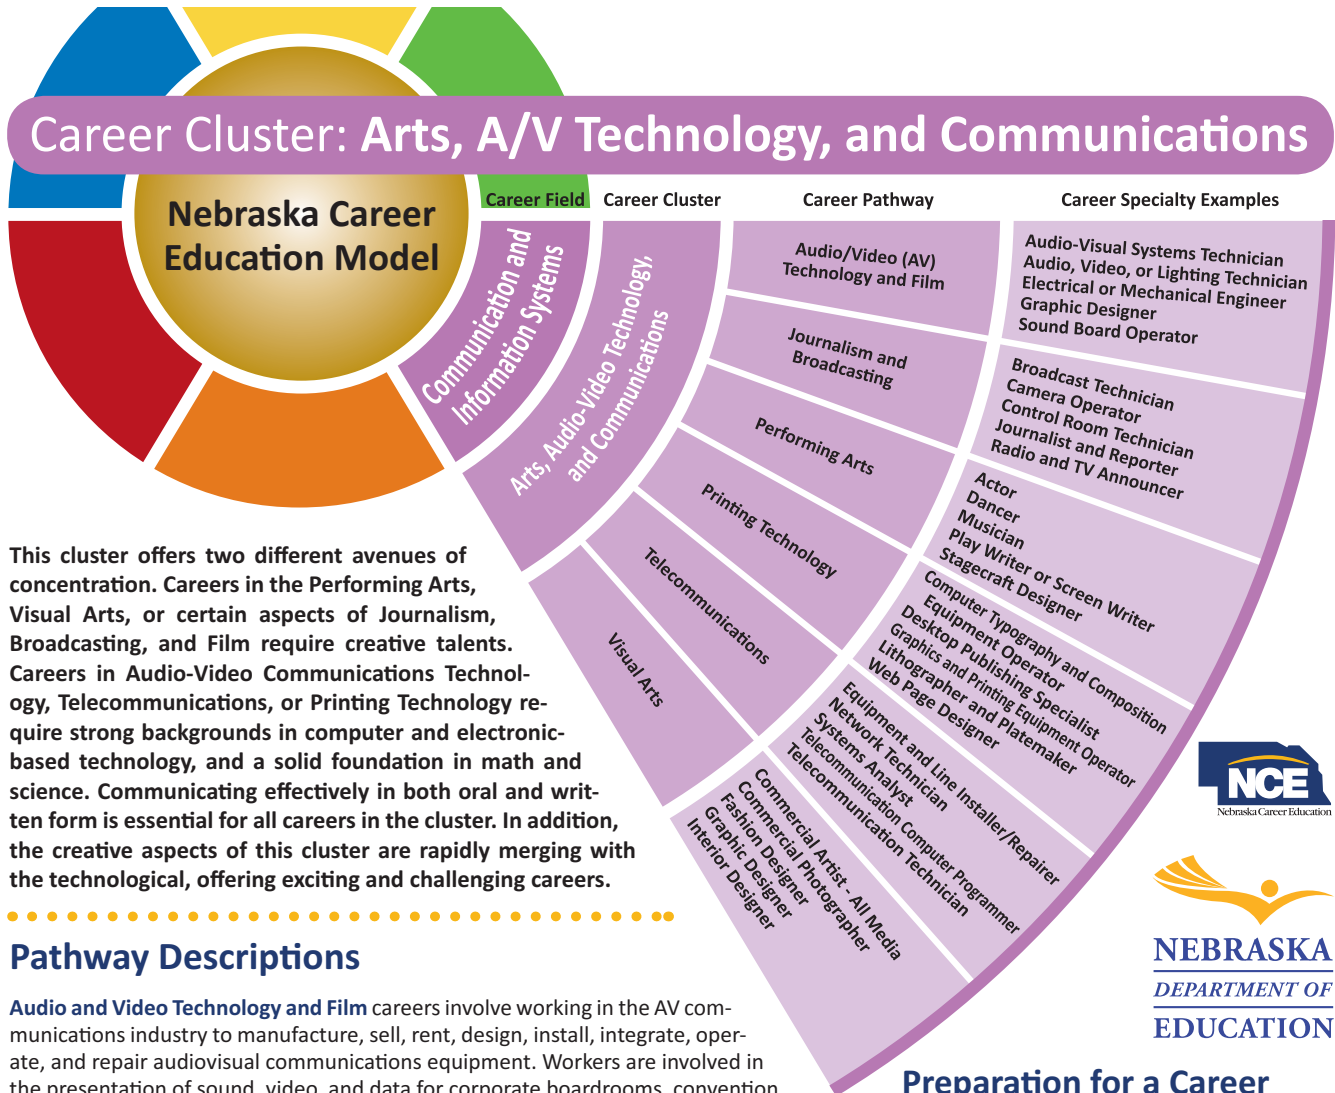 Career Cluster: Arts, A/V Technology, and Communications
Nebraska Career
Education Model
Career Field
Career Cluster
Career Pathway
Career Specialty Examples
Communication and
Information Systems
Arts, Audio-Video Technology,
and Communications
Audio/Video (AV)
Technology and Film
Audio-Visual Systems Technician
Audio, Video, or Lighting Technician
Electrical or Mechanical Engineer
Graphic Designer
Sound Board Operator
Journalism and
Broadcasting
Broadcast Technician
Camera Operator
Control Room Technician
Journalist and Reporter
Radio and TV Announcer
Performing Arts
Actor
Dancer
Musician
Play Writer or Screen Writer
Stagecraft Designer
Printing Technology
Computer Typography and Composition
Equipment Operator
Desktop Publishing Specialist
Graphics and Printing Equipment Operator
Lithographer and Platemaker
Web Page Designer
Telecommunications
Equipment and Line Installer/Repairer
Network Technician
Systems Analyst
Telecommunication Computer Programmer
Telecommunication Technician
Visual Arts
Commercial Artist - All Media
Commercial Photographer
Fashion Designer
Graphic Designer
Interior Designer
This cluster offers two different avenues of
concentration. Careers in the Performing Arts,
Visual Arts, or certain aspects of Journalism,
Broadcasting, and Film require creative talents.
Careers in Audio-Video Communications Technol-
ogy, Telecommunications, or Printing Technology re-
quire strong backgrounds in computer and electronic-
based technology, and a solid foundation in math and
science. Communicating effectively in both oral and writ-
ten form is essential for all careers in the cluster. In addition,
the creative aspects of this cluster are rapidly merging with
the technological, offering exciting and challenging careers.
NCE
Nebraska Career Education
NEBRASKA
DEPARTMENT OF
EDUCATION
Pathway Descriptions
Audio and Video Technology and Film careers involve working in the AV com-
munications industry to manufacture, sell, rent, design, install, integrate, oper-
ate, and repair audiovisual communications equipment. Workers are involved in
the presentation of sound, video, and data for corporate boardrooms, convention
Preparation for a Career